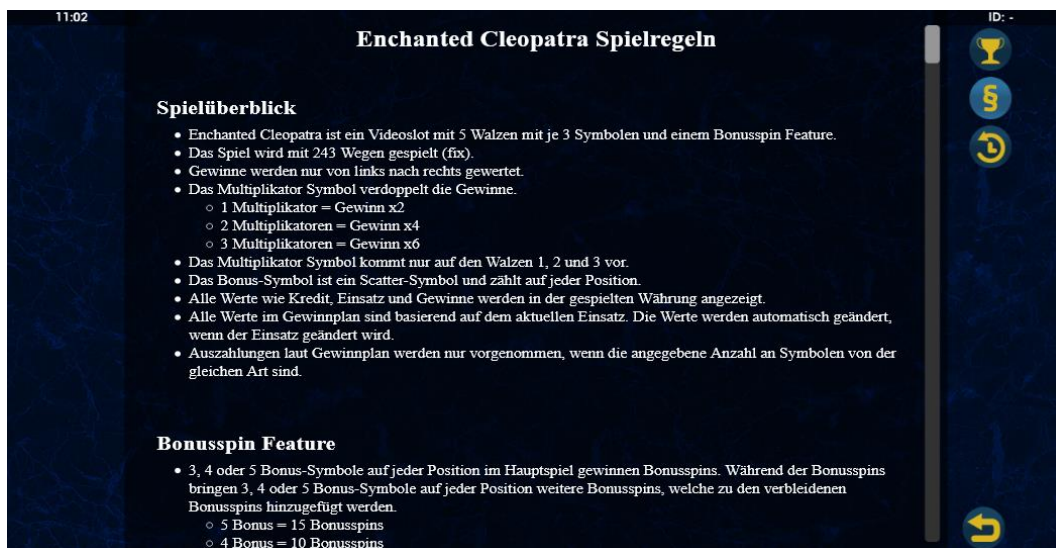 11:02
ID: -
Enchanted Cleopatra Spielregeln
§
Spielüberblick
• Enchanted Cleopatra ist ein Videoslot mit 5 Walzen mit je 3 Symbolen und einem Bonusspin Feature.
• Das Spiel wird mit 243 Wegen gespielt (fix).
• Gewinne werden nur von links nach rechts gewertet.
• Das Multiplikator Symbol verdoppelt die Gewinne.
○ 1 Multiplikator = Gewinn x2
○ 2 Multiplikatoren = Gewinn x4
○ 3 Multiplikatoren = Gewinn x6
• Das Multiplikator Symbol kommt nur auf den Walzen 1, 2 und 3 vor.
• Das Bonus-Symbol ist ein Scatter-Symbol und zählt auf jeder Position.
• Alle Werte wie Kredit, Einsatz und Gewinne werden in der gespielten Währung angezeigt.
• Alle Werte im Gewinnplan sind basierend auf dem aktuellen Einsatz. Die Werte werden automatisch geändert,
wenn der Einsatz geändert wird.
• Auszahlungen laut Gewinnplan werden nur vorgenommen, wenn die angegebene Anzahl an Symbolen von der
gleichen Art sind.
Bonusspin Feature
• 3, 4 oder 5 Bonus-Symbole auf jeder Position im Hauptspiel gewinnen Bonusspins. Während der Bonusspins
bringen 3, 4 oder 5 Bonus-Symbole auf jeder Position weitere Bonusspins, welche zu den verbleidenen
Bonusspins hinzugefügt werden.
○ 5 Bonus = 15 Bonusspins
○ 4 Bonus = 10 Bonusspins